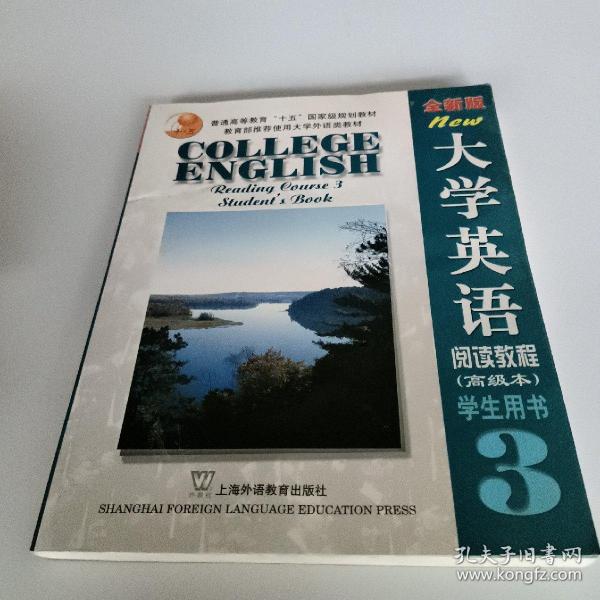 普通高等教育“十五”国家级规划教材
教育部推荐使用大学外语类教材
COLLEGE
ENGLISH
Reading Course 3
Student's Book
全新版
New
大学英语
阅读教程
(高级本)
学生用书
3
W
外教社
上海外语教育出版社
SHANGHAI FOREIGN LANGUAGE EDUCATION PRESS
孔夫子旧书网
www.kongfz.com